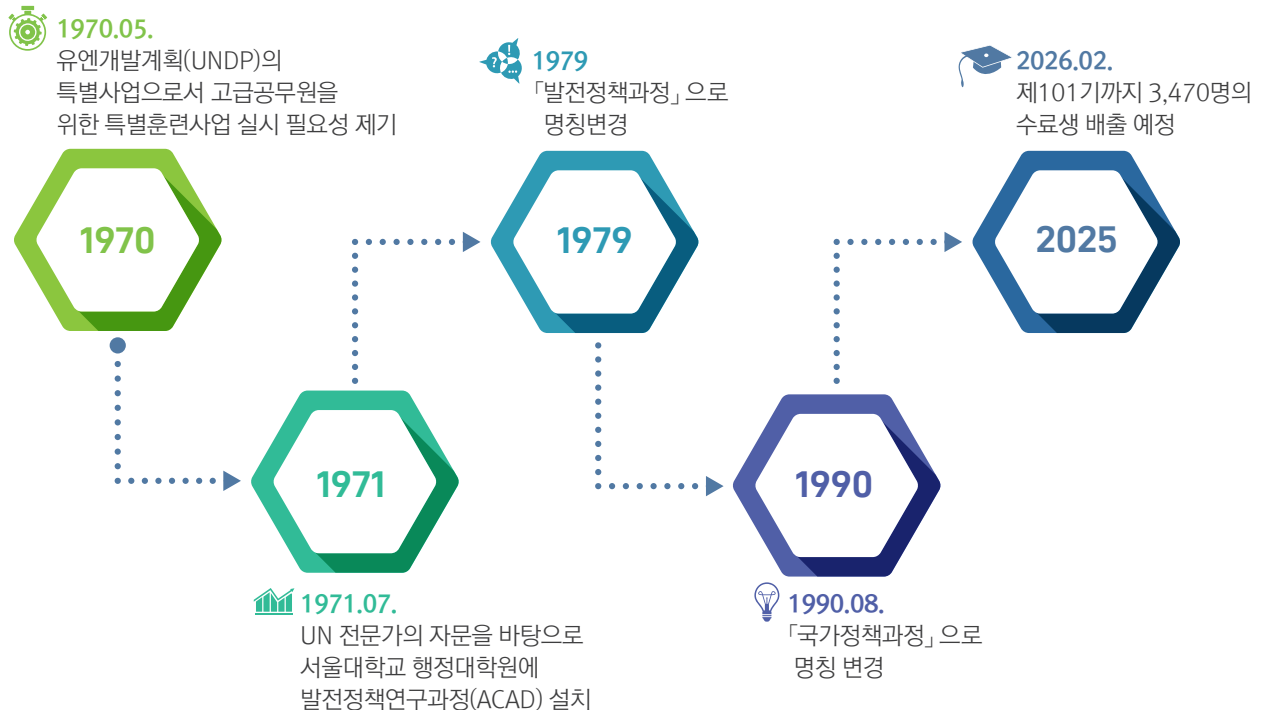 1970.05.
유엔개발계획(UNDP)의
특별사업으로서 고급공무원을
위한 특별훈련사업 실시 필요성 제기
1970
1971
1971.07.
UN 전문가의 자문을 바탕으로
서울대학교 행정대학원에
발전정책연구과정(ACAD) 설치
1979
「발전정책과정」 으로
명칭변경
1979
1990
1990.08.
「국가정책과정」 으로
명칭 변경
2026.02.
제101기까지 3,470명의
수료생 배출 예정
2025